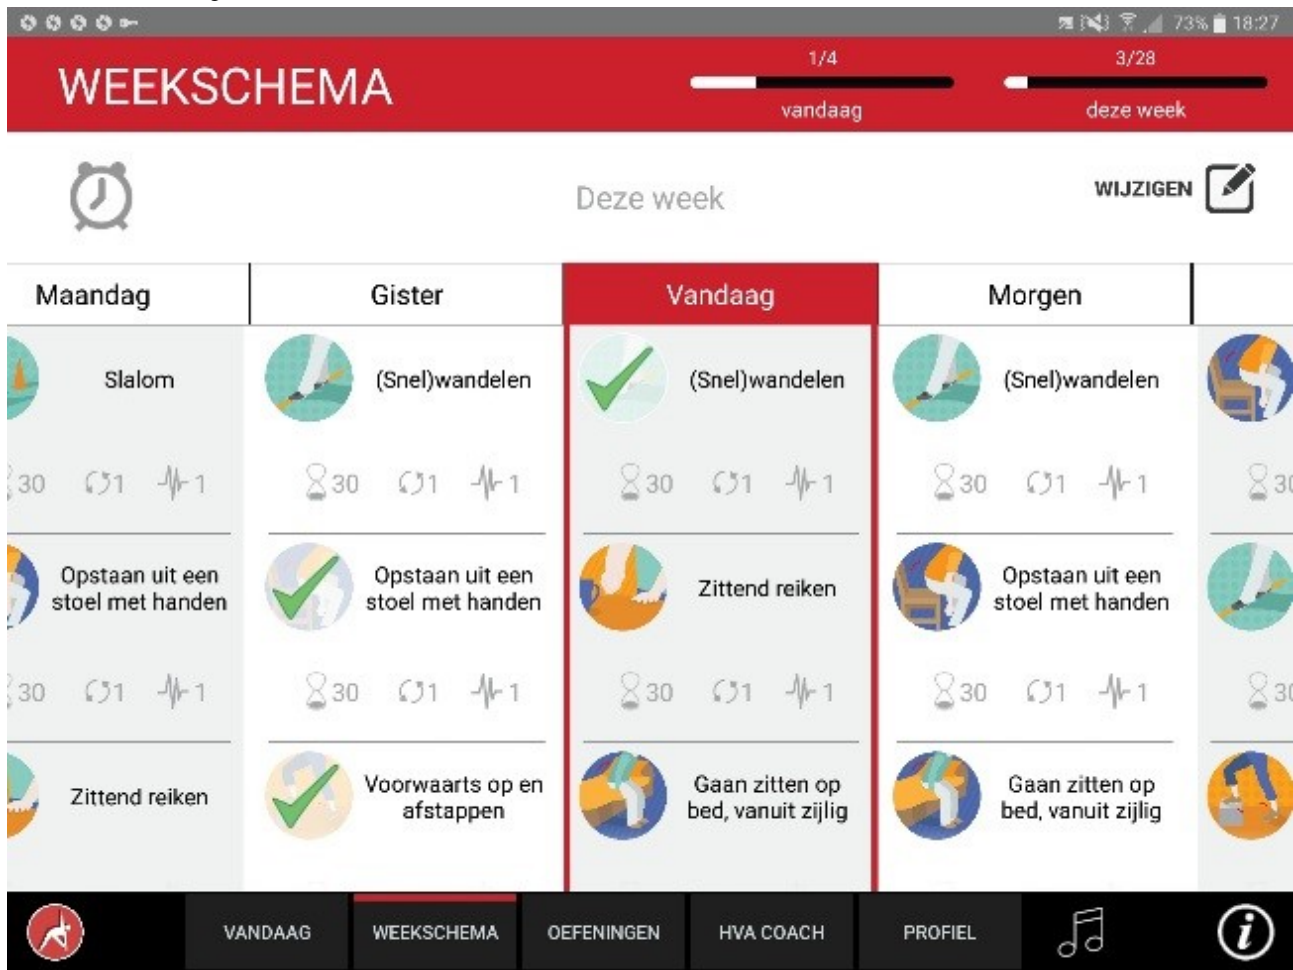 73% 18:27
WEEKSCHEMA
1/4
vandaag
3/28
deze week
Deze week
WIJZIGEN
Maandag
Gister
Vandaag
Morgen
Slalom
(Snel)wandelen
(Snel)wandelen
(Snel)wandelen
30 1 1
30 1 1
30 1 1
30 1 1
30
Opstaan uit een
stoel met handen
Opstaan uit een
stoel met handen
Zittend reiken
Opstaan uit een
stoel met handen
30 1 1
30 1 1
30 1 1
30 1 1
30
Zittend reiken
Voorwaarts op en
afstappen
Gaan zitten op
bed, vanuit zijlig
Gaan zitten op
bed, vanuit zijlig
VANDAAG
WEEKSCHEMA
OEFENINGEN
HVA COACH
PROFIEL